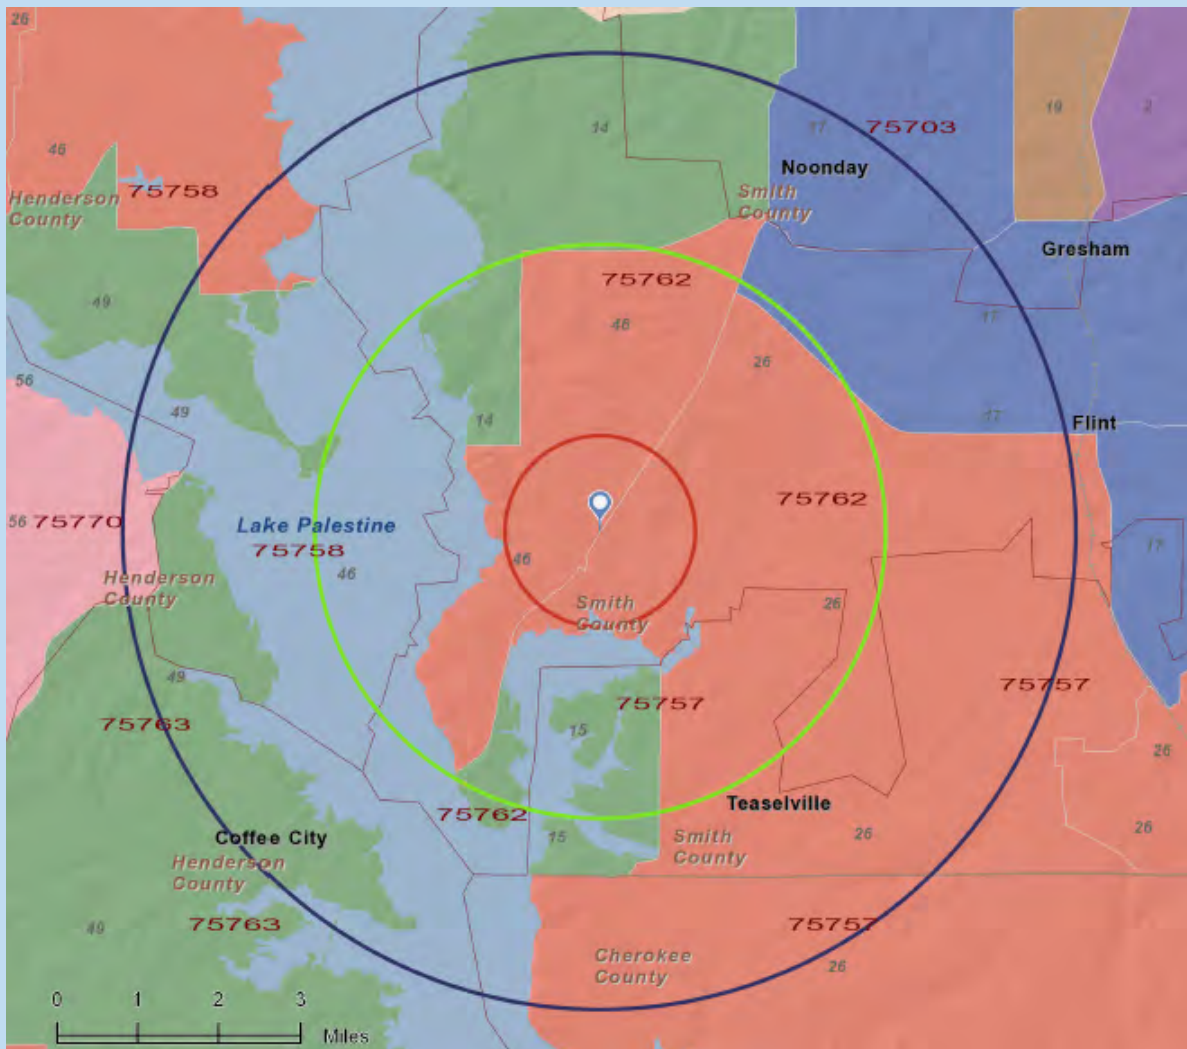 26
14
17
75703
19
2
46
Noonday
Henderson
County
75758
Smith
County
Gresham
75762
49
46
17
26
56
49
14
17
Flint
56
75770
Lake Palestine
75758
46
46
75762
17
Henderson
County
Smith
County
26
49
75763
75757
75757
15
26
75762
Teaselville
Coffee City
15
Smith
County
26
26
Henderson
County
49
75763
75757
Cherokee
County
26
0 1 2 3
Miles